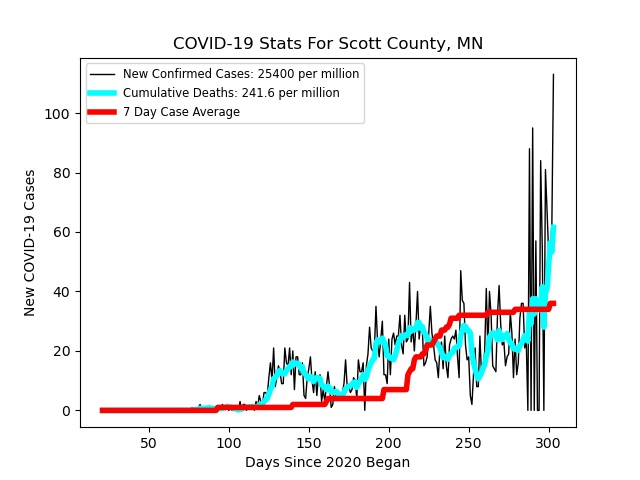 COVID-19 Stats For Scott County, MN
New Confirmed Cases: 25400 per million
Cumulative Deaths: 241.6 per million
7 Day Case Average
New COVID-19 Cases
100
80
60
40
20
0
50 100 150 200 250 300
Days Since 2020 Began